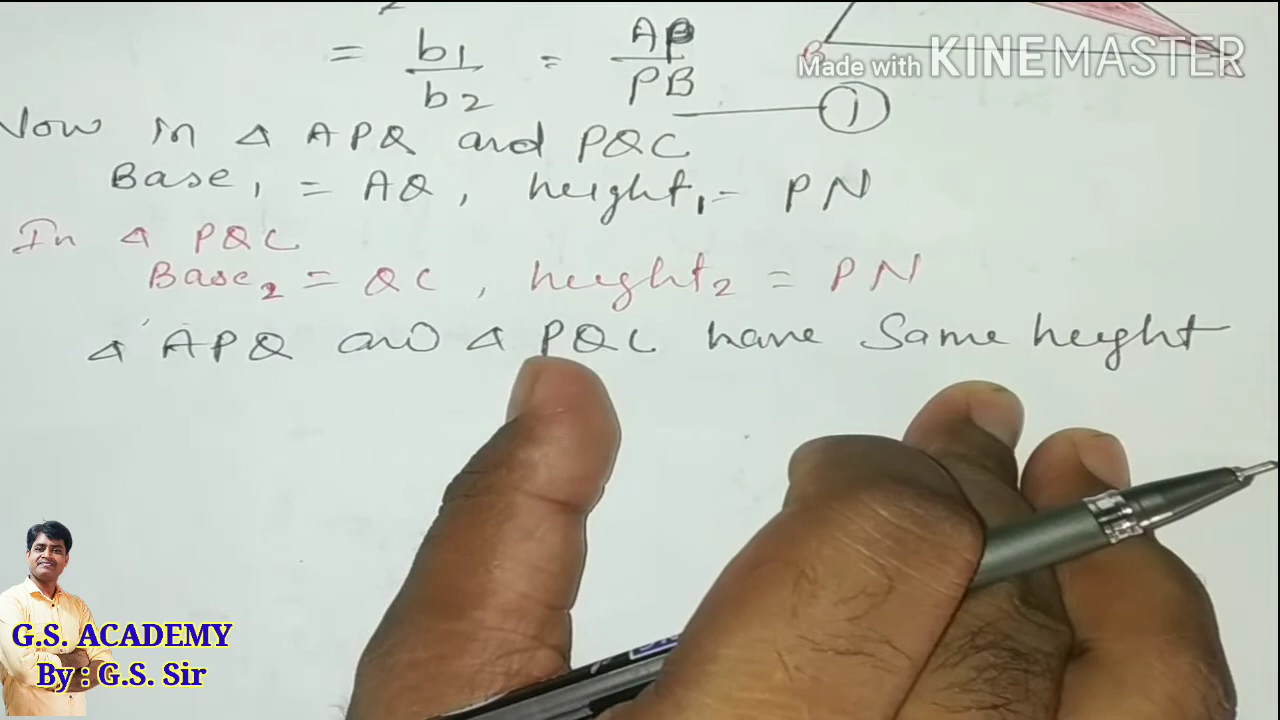 = b1/b2 = AP/PB
B
Made with KINEMASTER
1
Now in △ APQ and PQC
Base1 = AQ, height1 = PN
In △ PQC
Base2 = QC, height2 = PN
△ APQ and △ PQC have Same height
G.S. ACADEMY
By : G.S. Sir